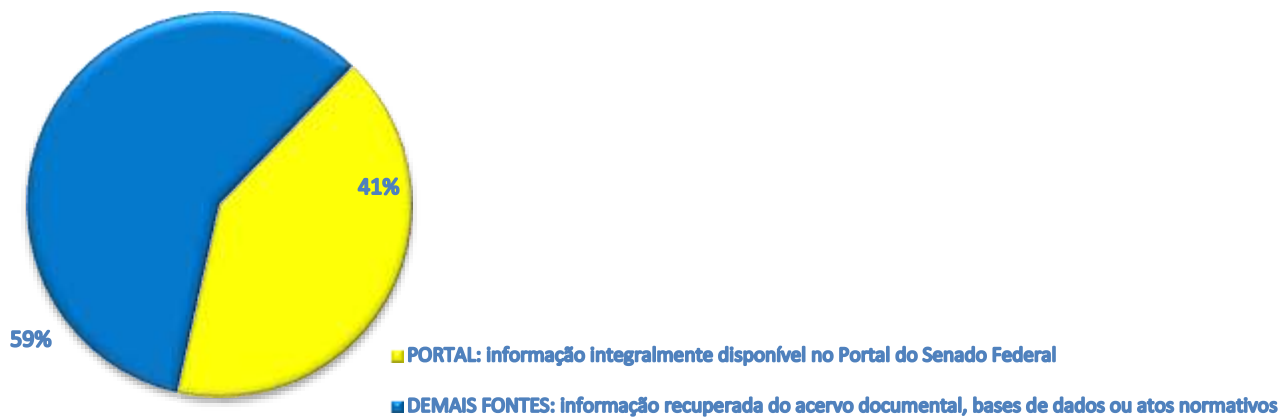 41%
59%
PORTAL: informação integralmente disponível no Portal do Senado Federal
DEMAIS FONTES: informação recuperada do acervo documental, bases de dados ou atos normativos